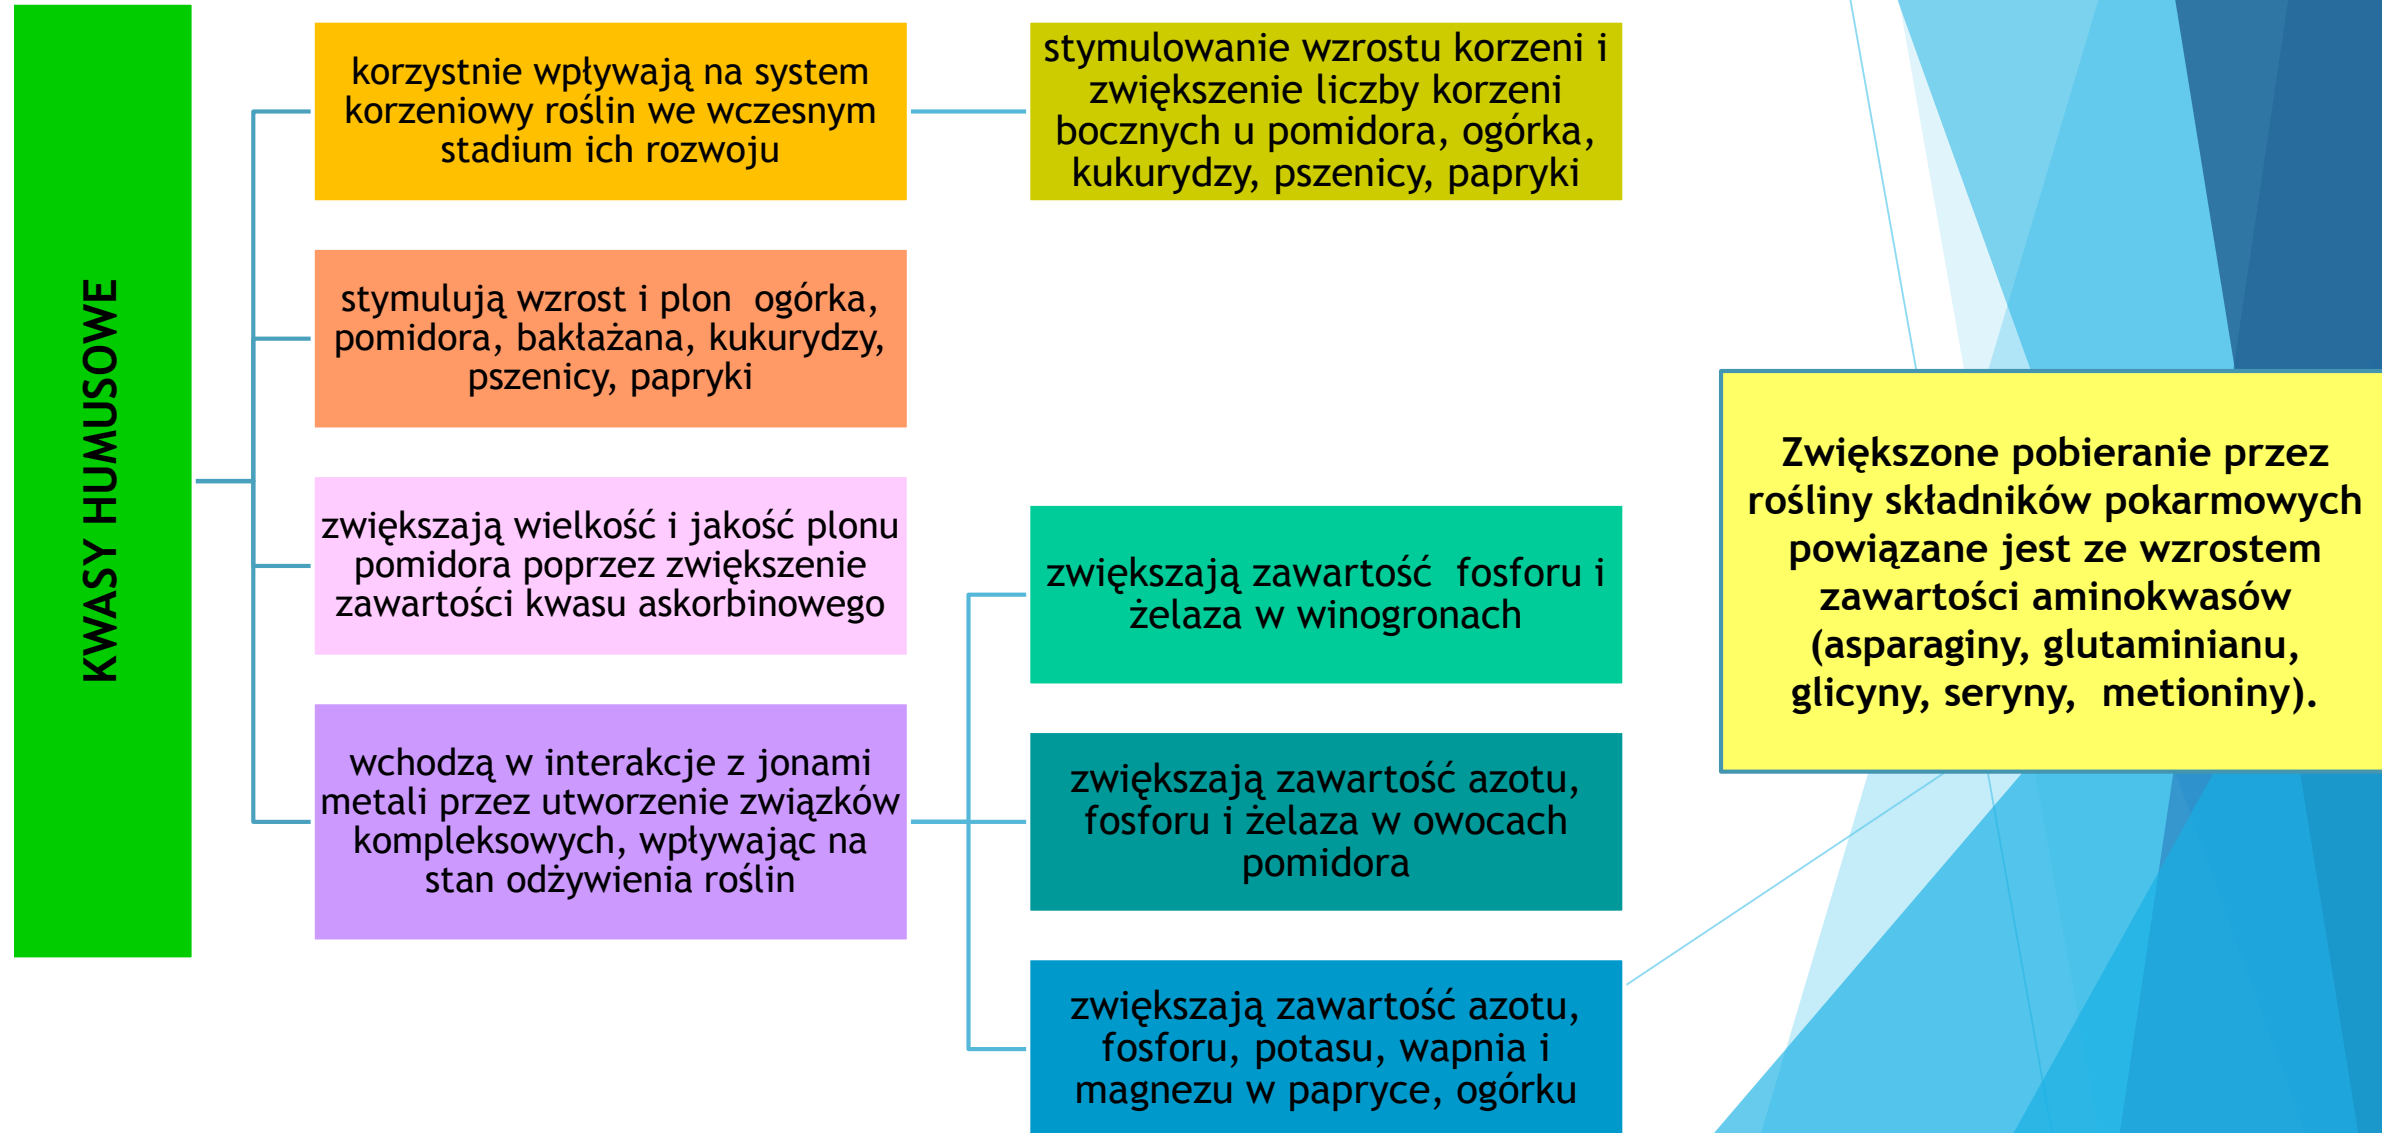 KWASY HUMUSOWE
korzystnie wpływają na system
korzeniowy roślin we wczesnym
stadium ich rozwoju
stymulowanie wzrostu korzeni i
zwiększenie liczby korzeni
bocznych u pomidora, ogórka,
kukurydzy, pszenicy, papryki
stymulują wzrost i plon ogórka,
pomidora, bakłażana, kukurydzy,
pszenicy, papryki
zwiększają wielkość i jakość plonu
pomidora poprzez zwiększenie
zawartości kwasu askorbinowego
wchodzą w interakcje z jonami
metali przez utworzenie związków
kompleksowych, wpływając na
stan odżywienia roślin
zwiększają zawartość fosforu i
żelaza w winogronach
zwiększają zawartość azotu,
fosforu i żelaza w owocach
pomidora
zwiększają zawartość azotu,
fosforu, potasu, wapnia i
magnezu w papryce, ogórku
Zwiększone pobieranie przez
rośliny składników pokarmowych
powiązane jest ze wzrostem
zawartości aminokwasów
(asparaginy, glutaminianu,
glicyny, seryny, metioniny).